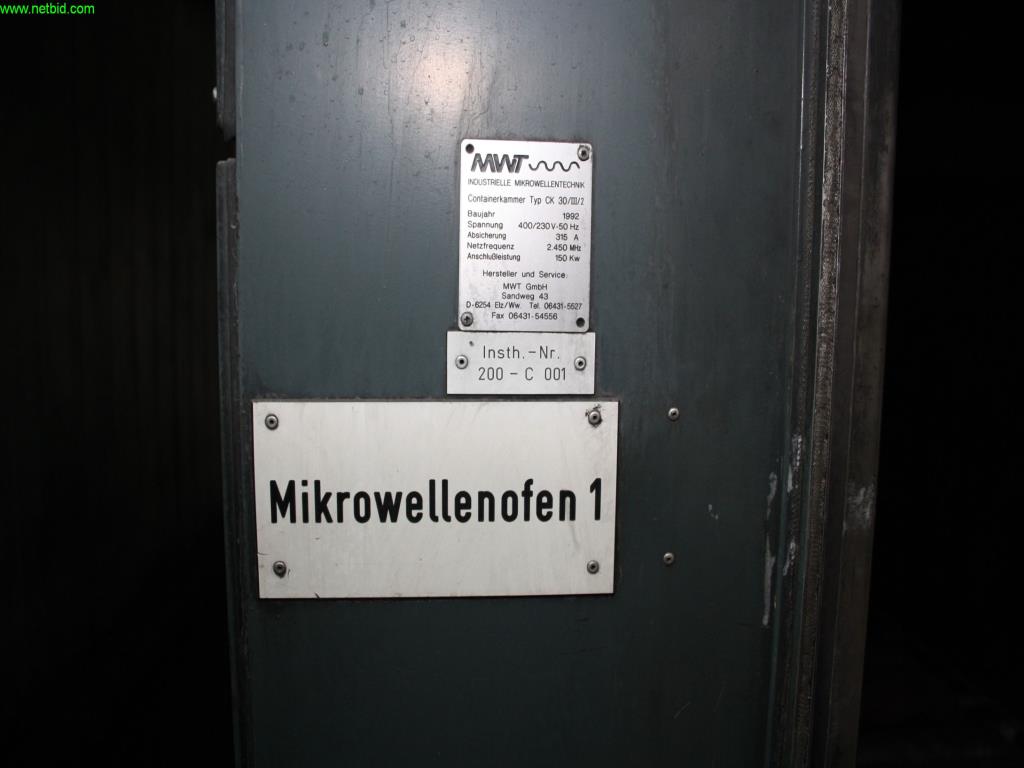 www.netbid.com
MWT
INDUSTRIELLE MIKROWELLENTECHNIK
Containerkammer Typ CK 30/III/2
Baujahr 1992
Spannung 400/230V-50 Hz
Absicherung 315 A
Netzfrequenz 2.450 MHz
Anschlußleistung 150 Kw
Hersteller und Service:
MWT GmbH
Sandweg 43
D-6254 Elz/Ww. Tel. 06431-5527
Fax 06431-54556
Insth.-Nr.
200-C 001
Mikrowellenofen 1